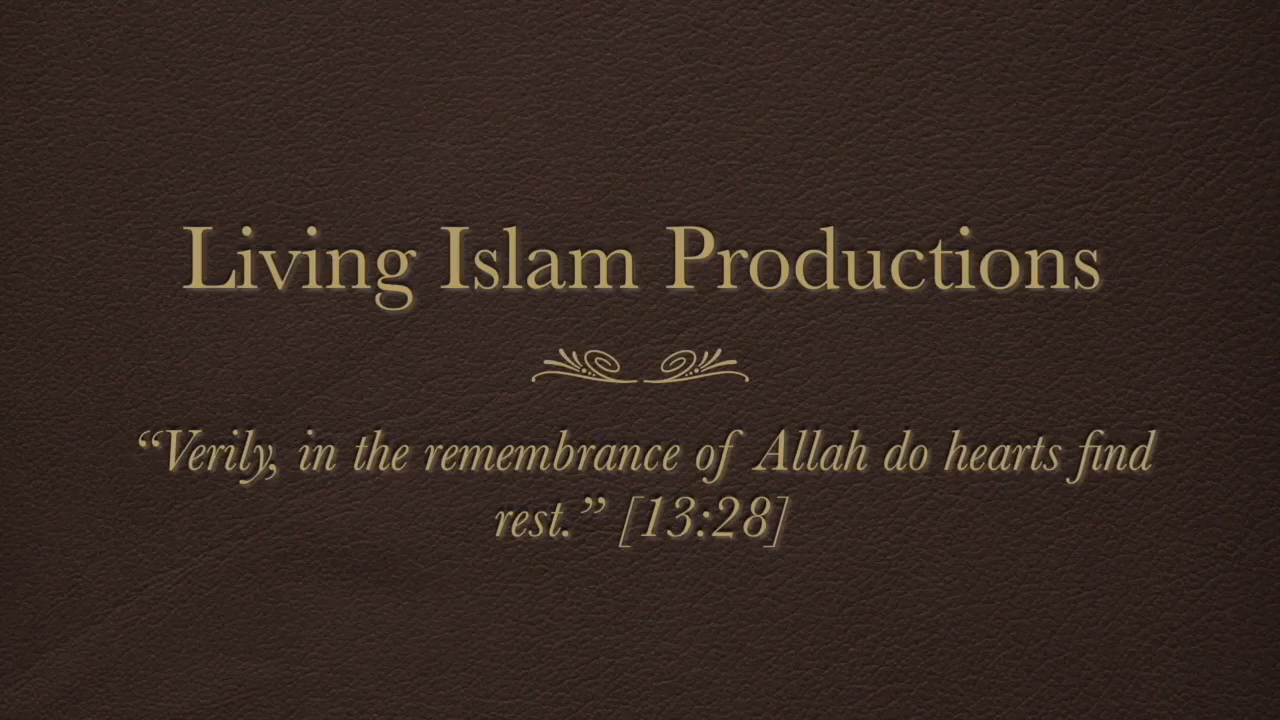 Living Islam Productions
“Verily, in the remembrance of Allah do hearts find
rest.” [13:28]